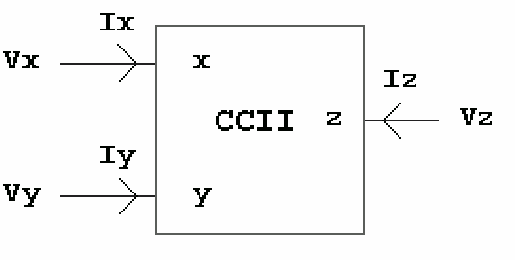 Ix
Vx x
Iz
CCII z Vz
Iy
Vy y